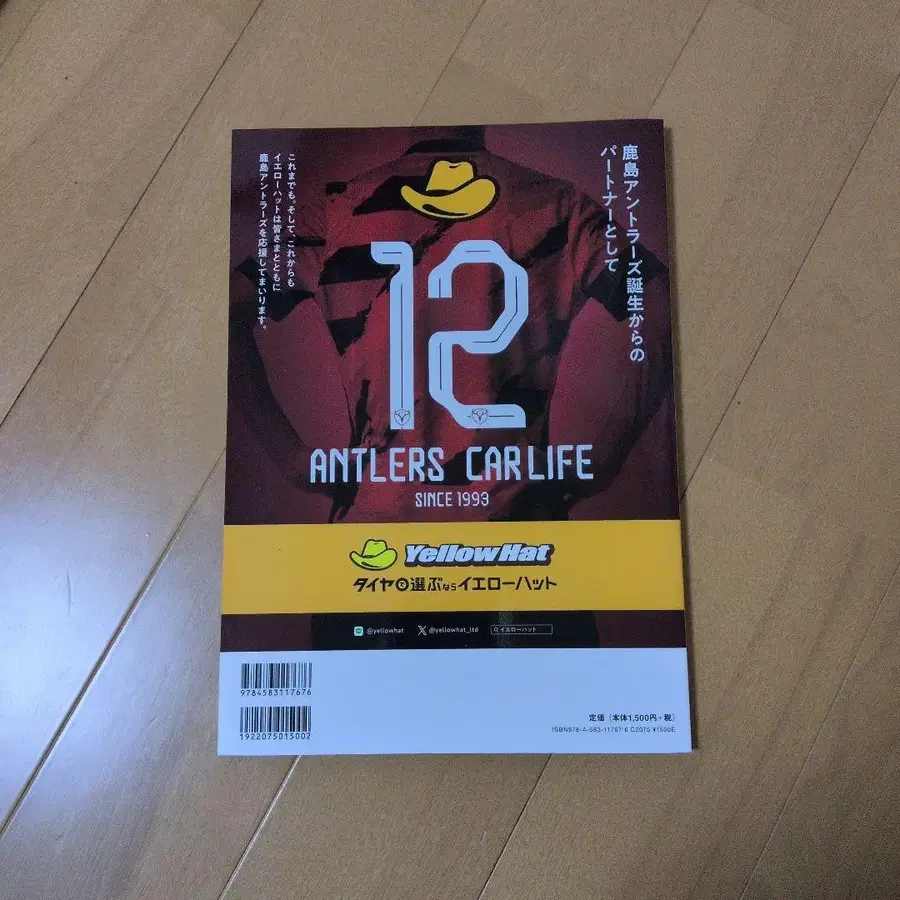 鹿島アントラーズ誕生からの
パートナーとして
これまでも。そして、これからも
イエローハットは皆さまとともに
鹿島アントラーズを応援してまいります。
12
ANTLERS CAR LIFE
SINCE 1993
YellowHat
タイヤで選ぶならイエローハット
@yellowhat
@yellowhat_ltd
イエローハット
9784583117676
1922075015002
定価（本体1,500円+税）
ISBN978-4-583-11767-6 C2075 ¥1500E